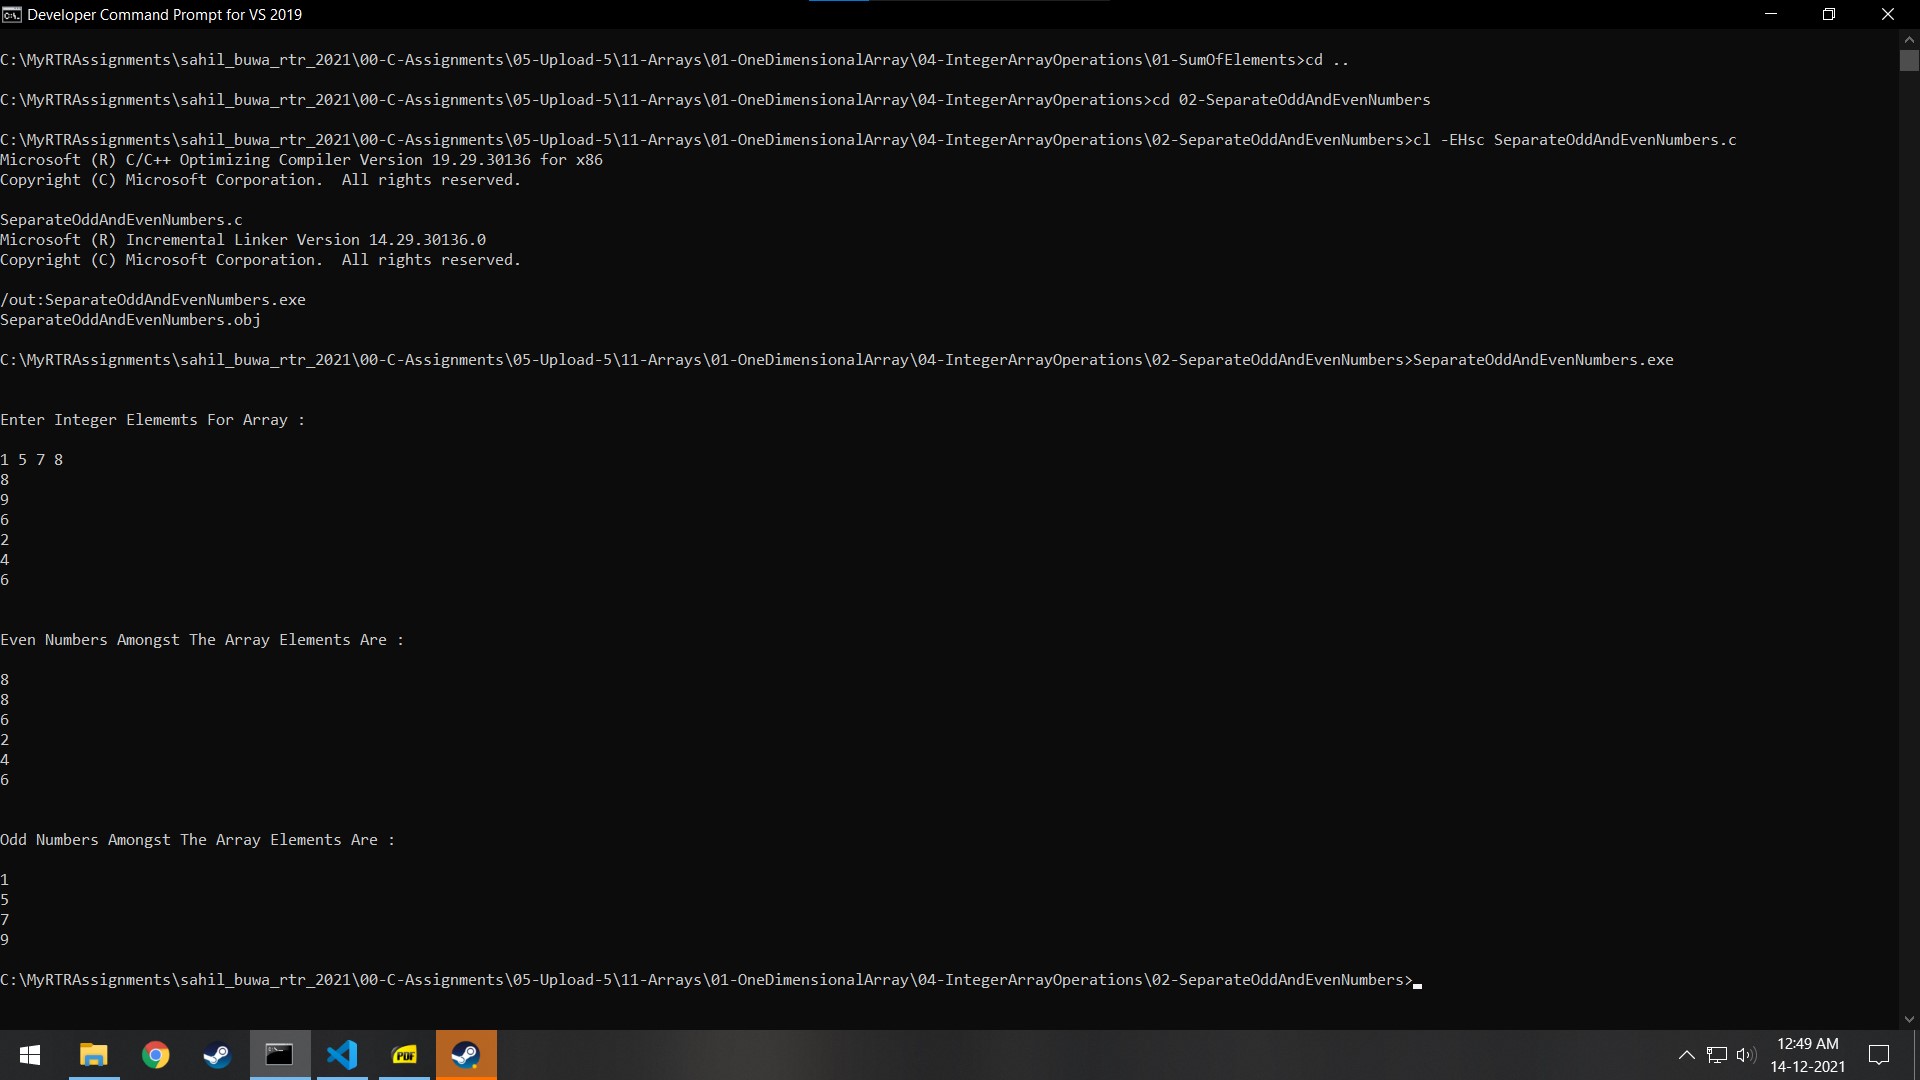 Developer Command Prompt for VS 2019
C:\MyRTRAssignments\sahil_buwa_rtr_2021\00-C-Assignments\05-Upload-5\11-Arrays\01-OneDimensionalArray\04-IntegerArrayOperations\01-SumOfElements>cd ..
C:\MyRTRAssignments\sahil_buwa_rtr_2021\00-C-Assignments\05-Upload-5\11-Arrays\01-OneDimensionalArray\04-IntegerArrayOperations>cd 02-SeparateOddAndEvenNumbers
C:\MyRTRAssignments\sahil_buwa_rtr_2021\00-C-Assignments\05-Upload-5\11-Arrays\01-OneDimensionalArray\04-IntegerArrayOperations\02-SeparateOddAndEvenNumbers>cl -EHsc SeparateOddAndEvenNumbers.c
Microsoft (R) C/C++ Optimizing Compiler Version 19.29.30136 for x86
Copyright (C) Microsoft Corporation.  All rights reserved.
SeparateOddAndEvenNumbers.c
Microsoft (R) Incremental Linker Version 14.29.30136.0
Copyright (C) Microsoft Corporation.  All rights reserved.
/out:SeparateOddAndEvenNumbers.exe
SeparateOddAndEvenNumbers.obj
C:\MyRTRAssignments\sahil_buwa_rtr_2021\00-C-Assignments\05-Upload-5\11-Arrays\01-OneDimensionalArray\04-IntegerArrayOperations\02-SeparateOddAndEvenNumbers>SeparateOddAndEvenNumbers.exe
Enter Integer Elememts For Array :
1 5 7 8
8
9
6
2
4
6
Even Numbers Amongst The Array Elements Are :
8
8
6
2
4
6
Odd Numbers Amongst The Array Elements Are :
1
5
7
9
C:\MyRTRAssignments\sahil_buwa_rtr_2021\00-C-Assignments\05-Upload-5\11-Arrays\01-OneDimensionalArray\04-IntegerArrayOperations\02-SeparateOddAndEvenNumbers>
PDF
12:49 AM
14-12-2021